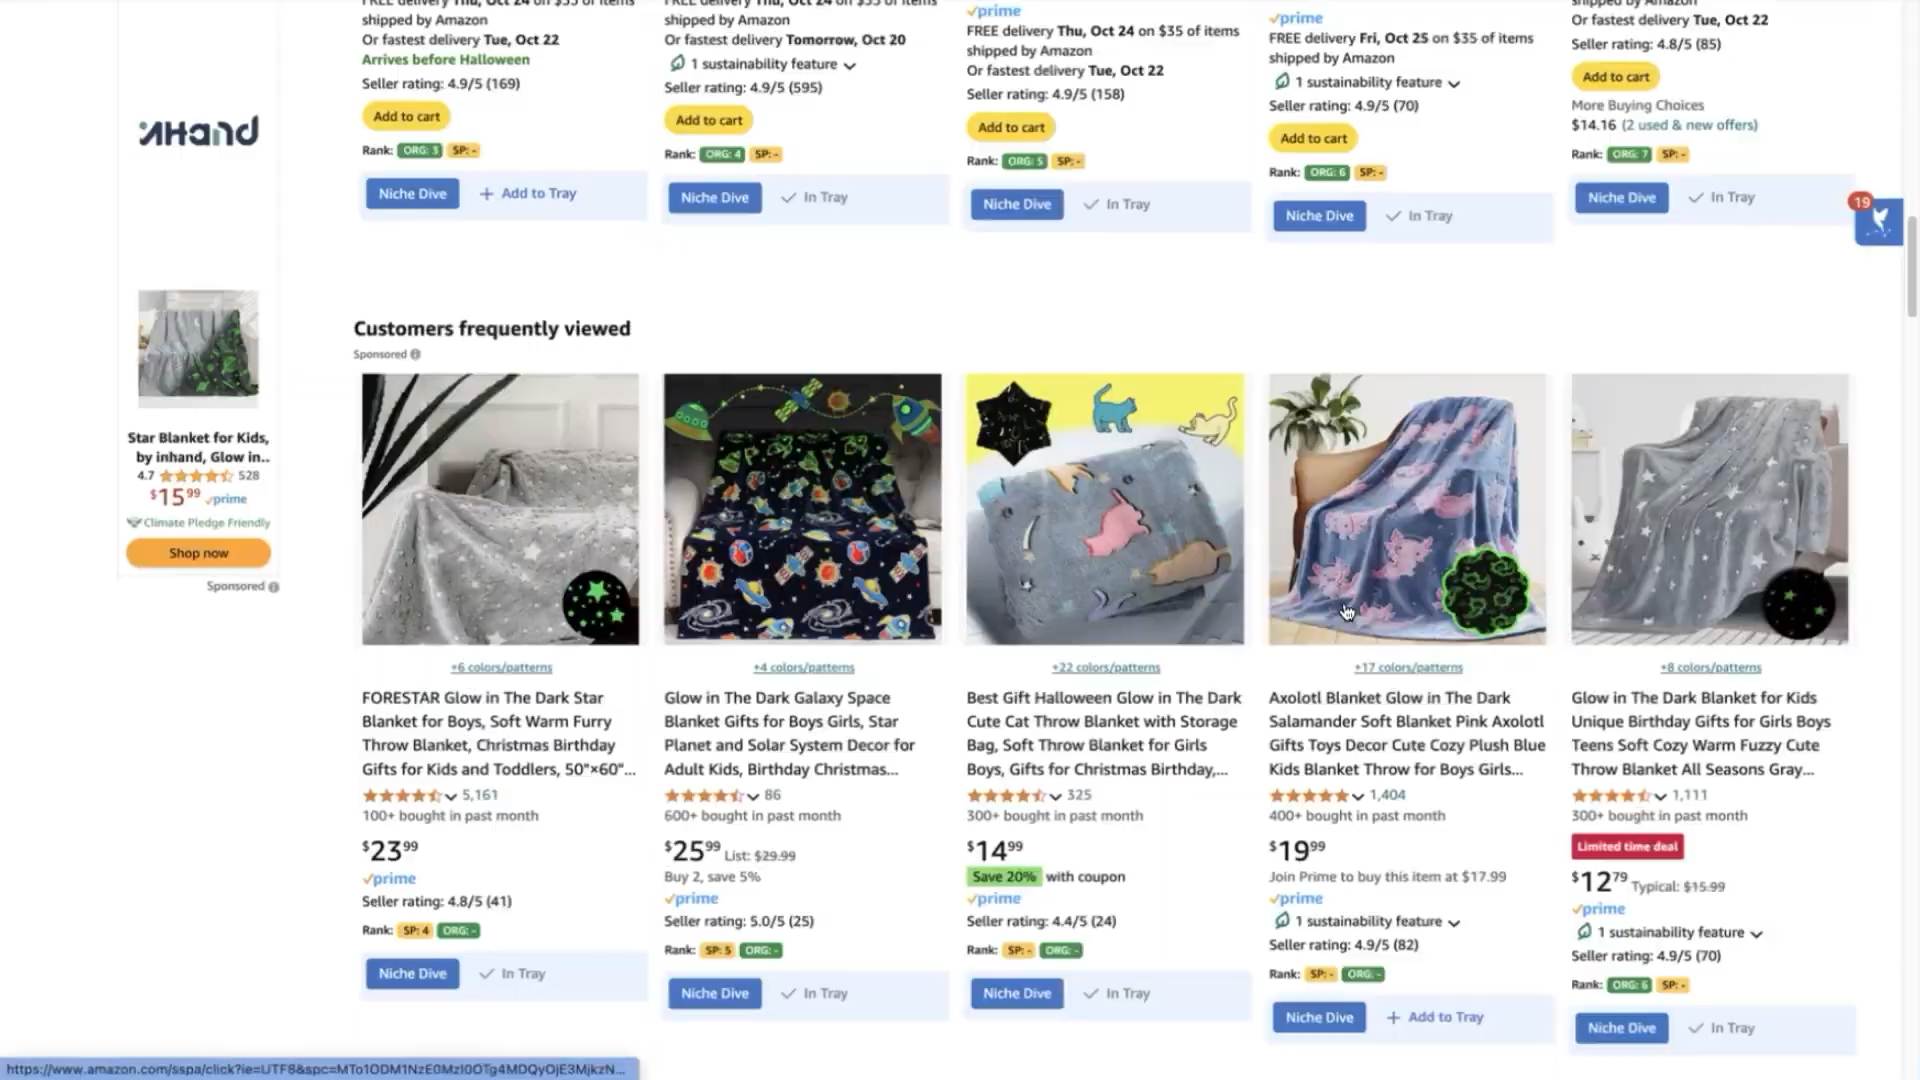 FREE delivery Thu, Oct 24 on $35 of items
shipped by Amazon
Or fastest delivery Tue, Oct 22
Arrives before Halloween
Seller rating: 4.9/5 (169)
Add to cart
Rank: ORG: 3 SP: -
Niche Dive + Add to Tray
FREE delivery Thu, Oct 24 on $35 of items
shipped by Amazon
Or fastest delivery Tomorrow, Oct 20
1 sustainability feature
Seller rating: 4.9/5 (595)
Add to cart
Rank: ORG: 4 SP: -
Niche Dive In Tray
prime
FREE delivery Thu, Oct 24 on $35 of items
shipped by Amazon
Or fastest delivery Tue, Oct 22
Seller rating: 4.9/5 (158)
Add to cart
Rank: ORG: 5 SP: -
Niche Dive In Tray
prime
FREE delivery Fri, Oct 25 on $35 of items
shipped by Amazon
1 sustainability feature
Seller rating: 4.9/5 (70)
Add to cart
Rank: ORG: 6 SP: -
Niche Dive In Tray
shipped by Amazon
Or fastest delivery Tue, Oct 22
Seller rating: 4.8/5 (85)
Add to cart
More Buying Choices
$14.16 (2 used & new offers)
Rank: ORG: 7 SP: -
Niche Dive In Tray
19
Star Blanket for Kids,
by inhand, Glow in..
4.7 528
$15 99 prime
Climate Pledge Friendly
Shop now
Sponsored
Customers frequently viewed
Sponsored
+6 colors/patterns
FORESTAR Glow in The Dark Star
Blanket for Boys, Soft Warm Furry
Throw Blanket, Christmas Birthday
Gifts for Kids and Toddlers, 50"×60"...
5,161
100+ bought in past month
$23 99
prime
Seller rating: 4.8/5 (41)
Rank: SP: 4 ORG: -
Niche Dive In Tray
+4 colors/patterns
Glow in The Dark Galaxy Space
Blanket Gifts for Boys Girls, Star
Planet and Solar System Decor for
Adult Kids, Birthday Christmas...
86
600+ bought in past month
$25 99 List: $29.99
Buy 2, save 5%
prime
Seller rating: 5.0/5 (25)
Rank: SP: 5 ORG: -
Niche Dive In Tray
+22 colors/patterns
Best Gift Halloween Glow in The Dark
Cute Cat Throw Blanket with Storage
Bag, Soft Throw Blanket for Girls
Boys, Gifts for Christmas Birthday,...
325
300+ bought in past month
$14 99
Save 20% with coupon
prime
Seller rating: 4.4/5 (24)
Rank: SP: - ORG: -
Niche Dive In Tray
+17 colors/patterns
Axolotl Blanket Glow in The Dark
Salamander Soft Blanket Pink Axolotl
Gifts Toys Decor Cute Cozy Plush Blue
Kids Blanket Throw for Boys Girls...
1,404
400+ bought in past month
$19 99
Join Prime to buy this item at $17.99
prime
1 sustainability feature
Seller rating: 4.9/5 (82)
Rank: SP: - ORG: -
Niche Dive + Add to Tray
+8 colors/patterns
Glow in The Dark Blanket for Kids
Unique Birthday Gifts for Girls Boys
Teens Soft Cozy Warm Fuzzy Cute
Throw Blanket All Seasons Gray...
1,111
300+ bought in past month
Limited time deal
$12 79 Typical: $15.99
prime
1 sustainability feature
Seller rating: 4.9/5 (70)
Rank: ORG: 6 SP: -
Niche Dive In Tray